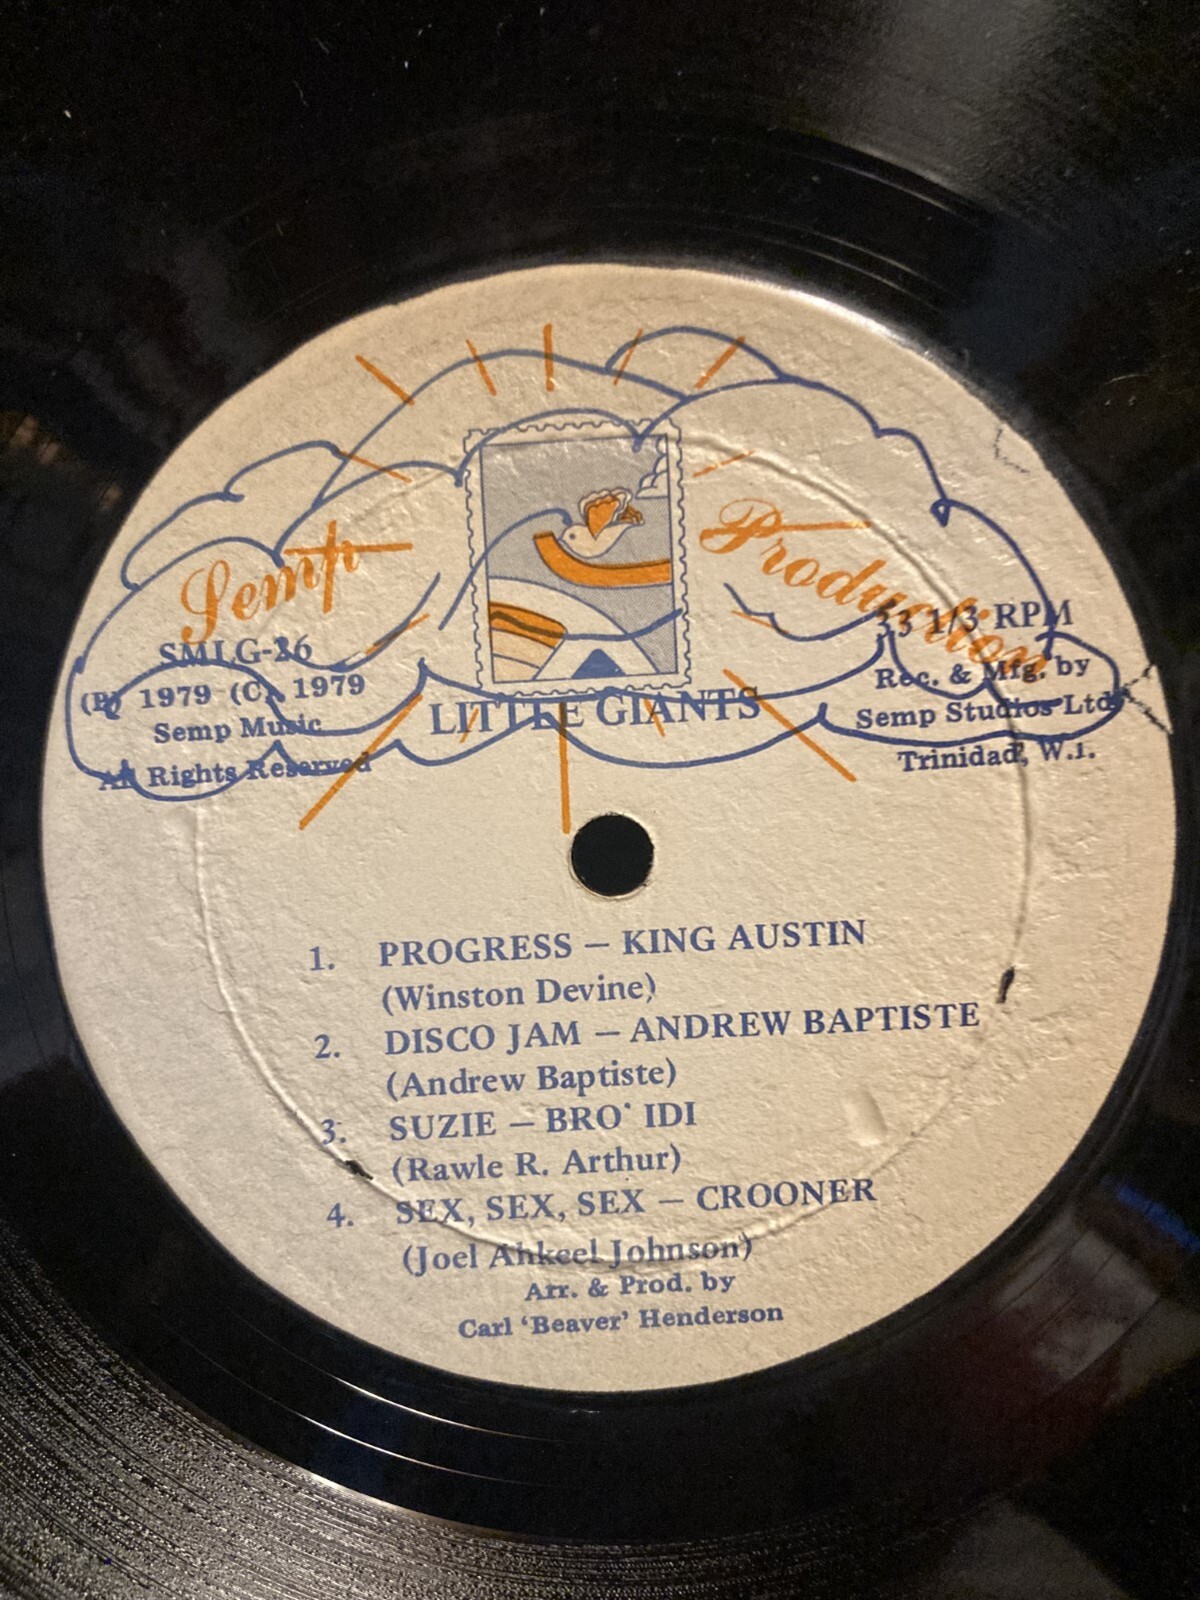 Semp Production
SMLG-26
(P) 1979 (C) 1979
Semp Music
All Rights Reserved
LITTLE GIANTS
33 1/3 RPM
Rec. & Mfg. by
Semp Studios Ltd
Trinidad, W.I.
1. PROGRESS — KING AUSTIN
(Winston Devine)
2. DISCO JAM — ANDREW BAPTISTE
(Andrew Baptiste)
3. SUZIE — BRO' IDI
(Rawle R. Arthur)
4. SEX, SEX, SEX — CROONER
(Joel Ahkeel Johnson)
Arr. & Prod. by
Carl ‘Beaver’ Henderson